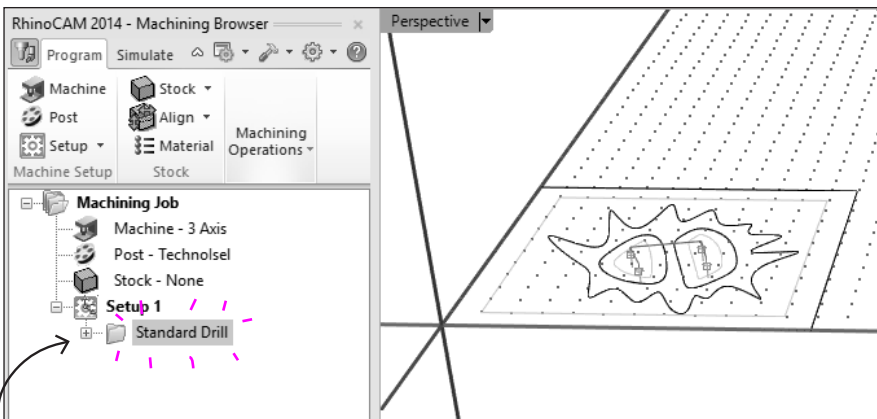 RhinoCAM 2014 - Machining Browser
Perspective
Program Simulate
Machine
Stock
Post
Align
Setup
Material
Machining
Operations
Machine Setup
Stock
Machining Job
Machine - 3 Axis
Post - Technolsel
Stock - None
Setup 1
Standard Drill